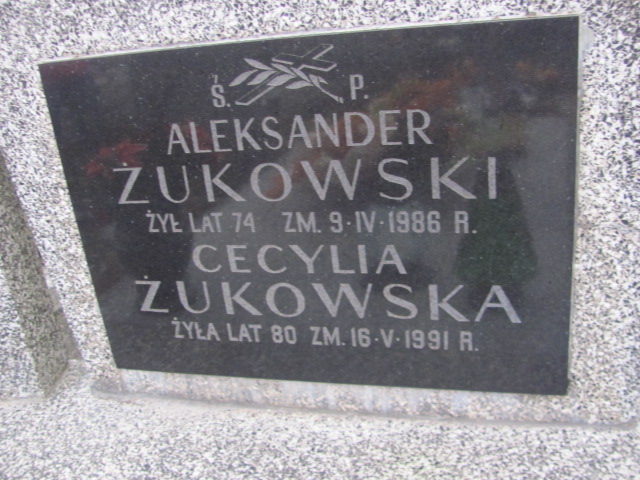 Ś. P.
ALEKSANDER
ŻUKOWSKI
ŻYŁ LAT 74 ZM. 9·IV·1986 R.
CECYLIA
ŻUKOWSKA
ŻYŁA LAT 80 ZM. 16·V·1991 R.